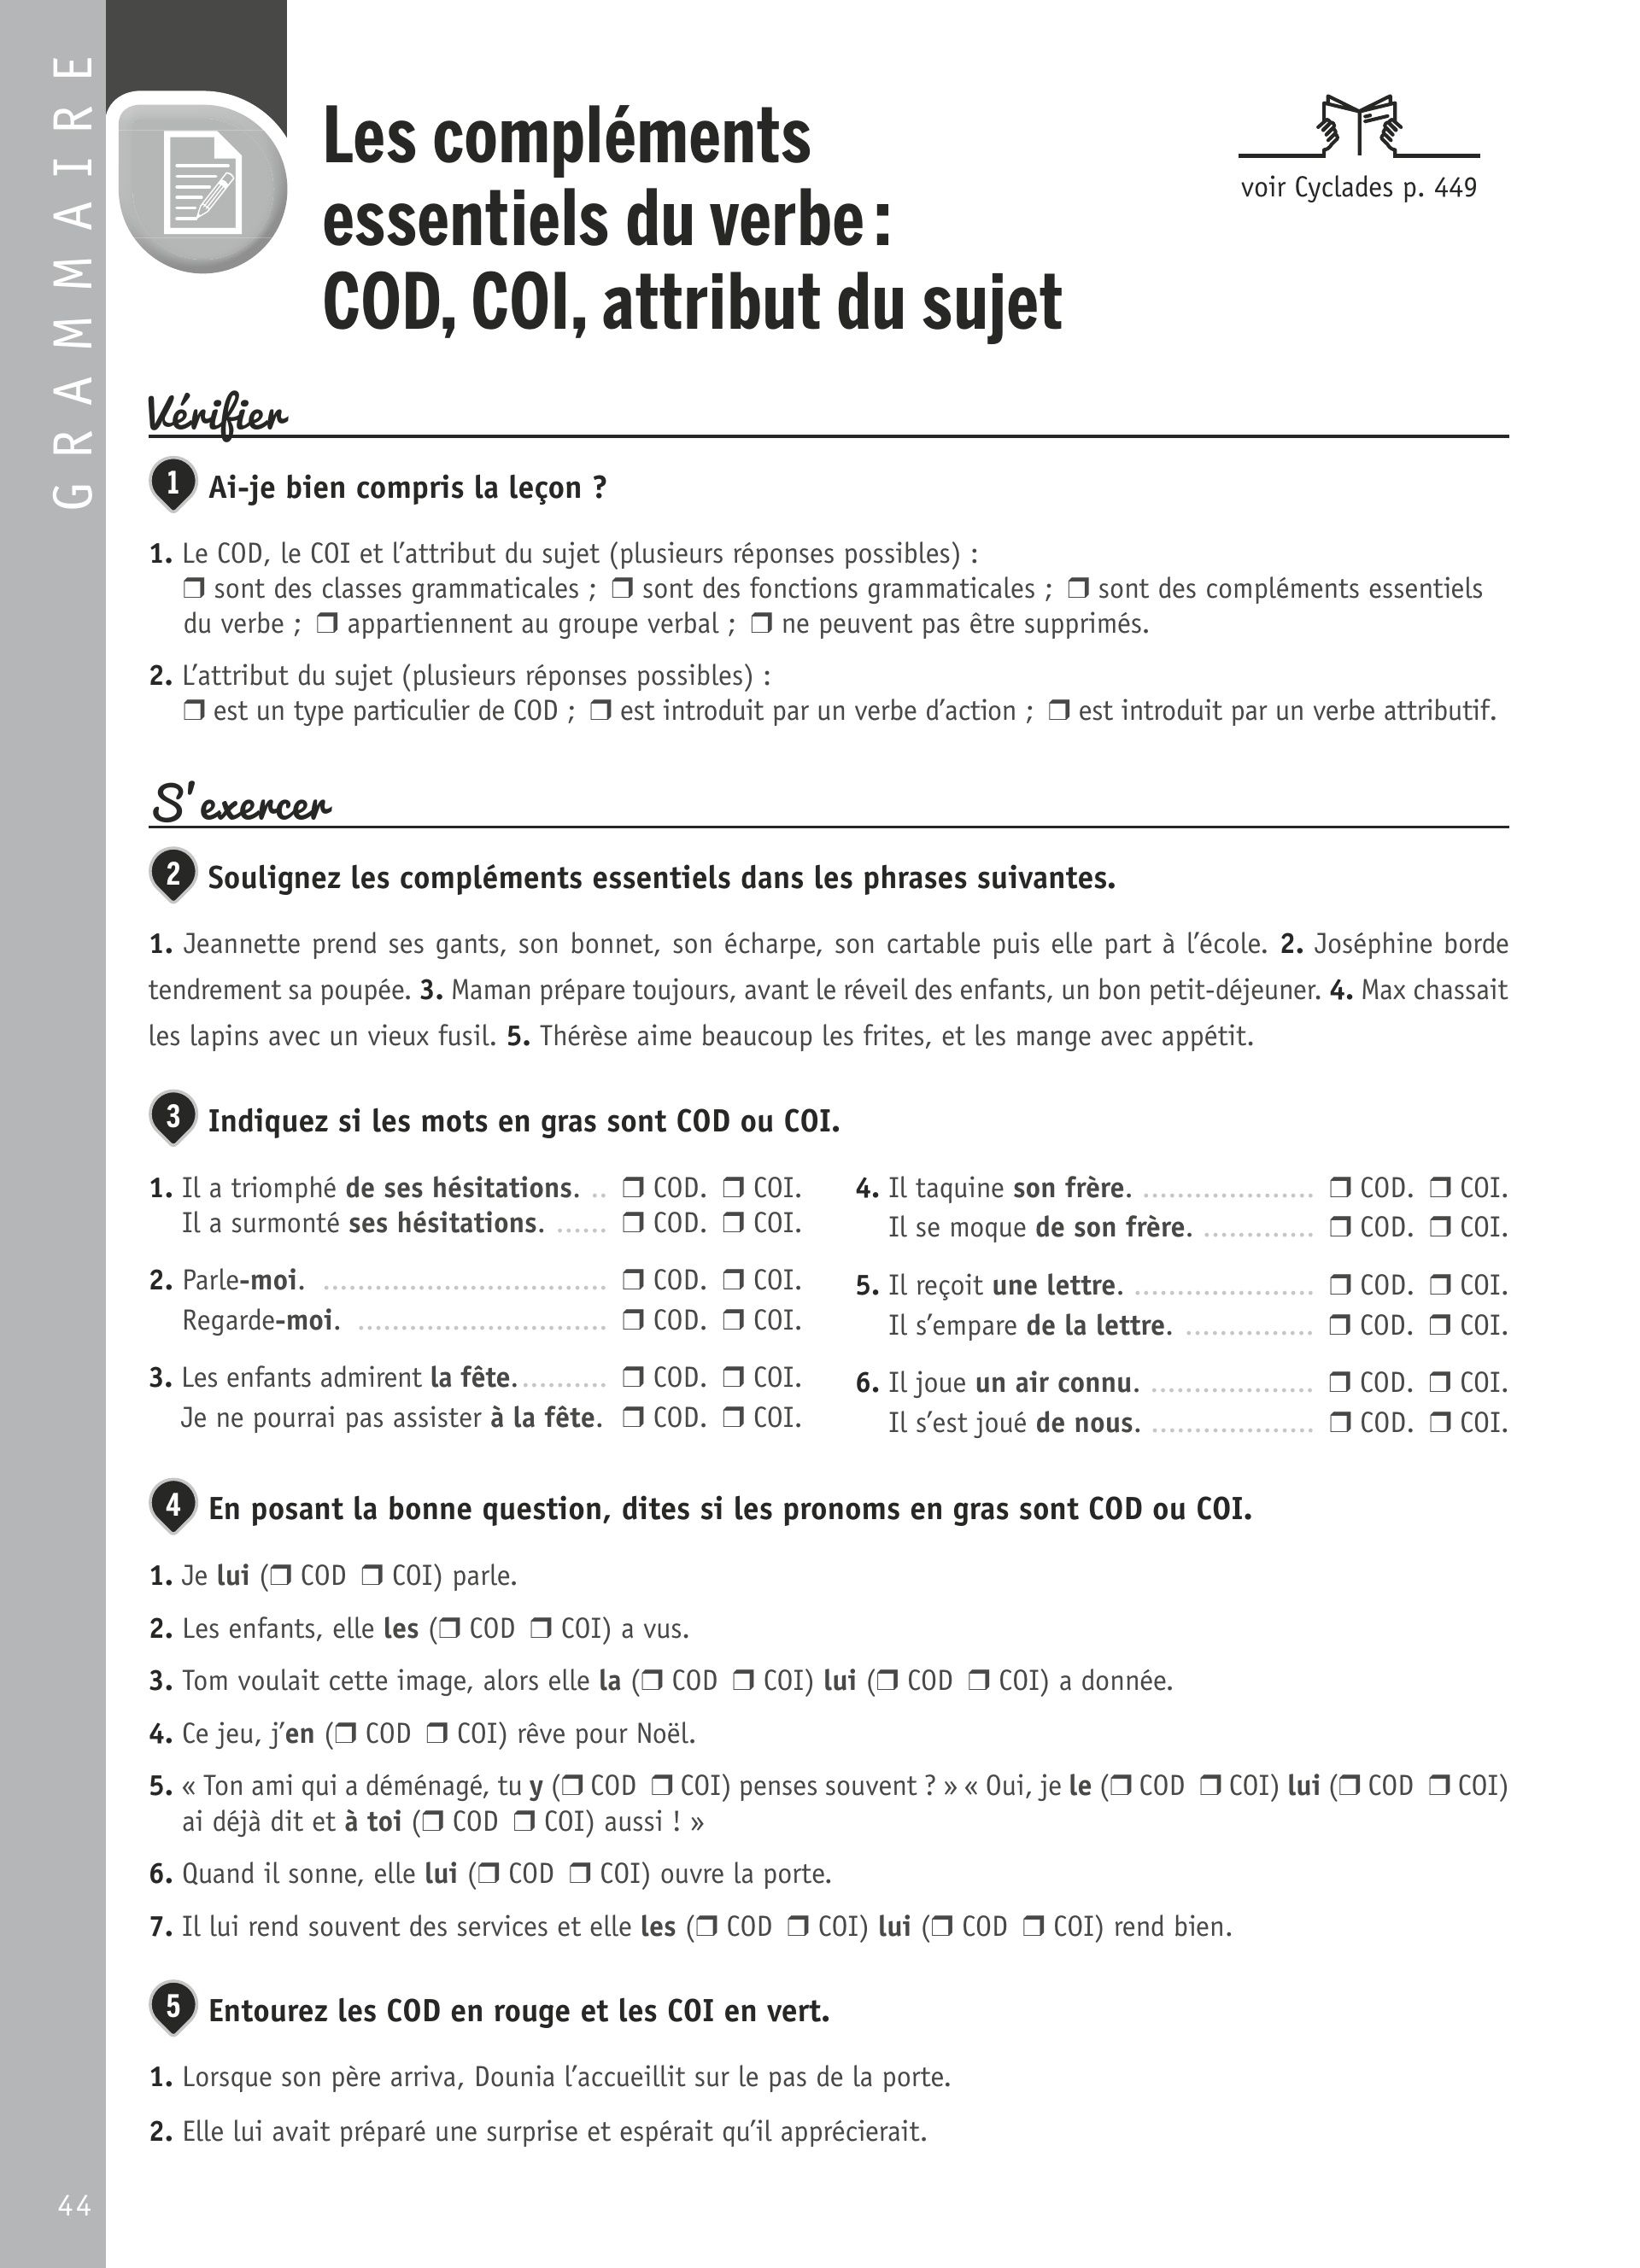 GRAMMAIRE
Les compléments
essentiels du verbe :
COD, COI, attribut du sujet
voir Cyclades p. 449
Vérifier
1 Ai-je bien compris la leçon ?
1. Le COD, le COI et l’attribut du sujet (plusieurs réponses possibles) :
❒ sont des classes grammaticales ; ❒ sont des fonctions grammaticales ; ❒ sont des compléments essentiels
du verbe ; ❒ appartiennent au groupe verbal ; ❒ ne peuvent pas être supprimés.
2. L’attribut du sujet (plusieurs réponses possibles) :
❒ est un type particulier de COD ; ❒ est introduit par un verbe d’action ; ❒ est introduit par un verbe attributif.
S’exercer
2 Soulignez les compléments essentiels dans les phrases suivantes.
1. Jeannette prend ses gants, son bonnet, son écharpe, son cartable puis elle part à l’école. 2. Joséphine borde
tendrement sa poupée. 3. Maman prépare toujours, avant le réveil des enfants, un bon petit-déjeuner. 4. Max chassait
les lapins avec un vieux fusil. 5. Thérèse aime beaucoup les frites, et les mange avec appétit.
3 Indiquez si les mots en gras sont COD ou COI.
1. Il a triomphé de ses hésitations. .. ❒ COD. ❒ COI.
Il a surmonté ses hésitations. ...... ❒ COD. ❒ COI.
2. Parle-moi. ................................. ❒ COD. ❒ COI.
Regarde-moi. ............................. ❒ COD. ❒ COI.
3. Les enfants admirent la fête. .......... ❒ COD. ❒ COI.
Je ne pourrai pas assister à la fête. ❒ COD. ❒ COI.
4. Il taquine son frère. .................... ❒ COD. ❒ COI.
Il se moque de son frère. ............. ❒ COD. ❒ COI.
5. Il reçoit une lettre. ..................... ❒ COD. ❒ COI.
Il s’empare de la lettre. ............... ❒ COD. ❒ COI.
6. Il joue un air connu. ................... ❒ COD. ❒ COI.
Il s’est joué de nous. ................... ❒ COD. ❒ COI.
4 En posant la bonne question, dites si les pronoms en gras sont COD ou COI.
1. Je lui (❒ COD ❒ COI) parle.
2. Les enfants, elle les (❒ COD ❒ COI) a vus.
3. Tom voulait cette image, alors elle la (❒ COD ❒ COI) lui (❒ COD ❒ COI) a donnée.
4. Ce jeu, j’en (❒ COD ❒ COI) rêve pour Noël.
5. « Ton ami qui a déménagé, tu y (❒ COD ❒ COI) penses souvent ? » « Oui, je le (❒ COD ❒ COI) lui (❒ COD ❒ COI)
ai déjà dit et à toi (❒ COD ❒ COI) aussi ! »
6. Quand il sonne, elle lui (❒ COD ❒ COI) ouvre la porte.
7. Il lui rend souvent des services et elle les (❒ COD ❒ COI) lui (❒ COD ❒ COI) rend bien.
5 Entourez les COD en rouge et les COI en vert.
1. Lorsque son père arriva, Dounia l’accueillit sur le pas de la porte.
2. Elle lui avait préparé une surprise et espérait qu’il apprécierait.
44